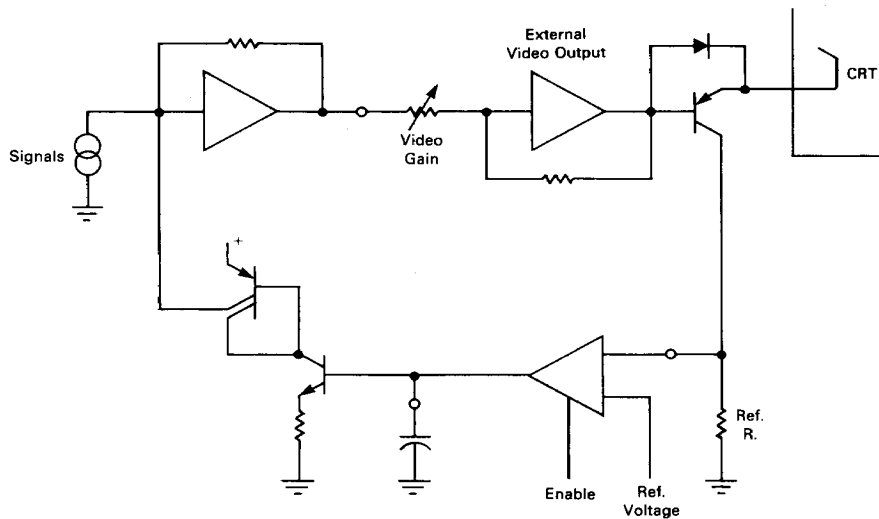 External
Video Output
CRT
Signals
Video
Gain
+
Ref.
R.
Enable
Ref.
Voltage